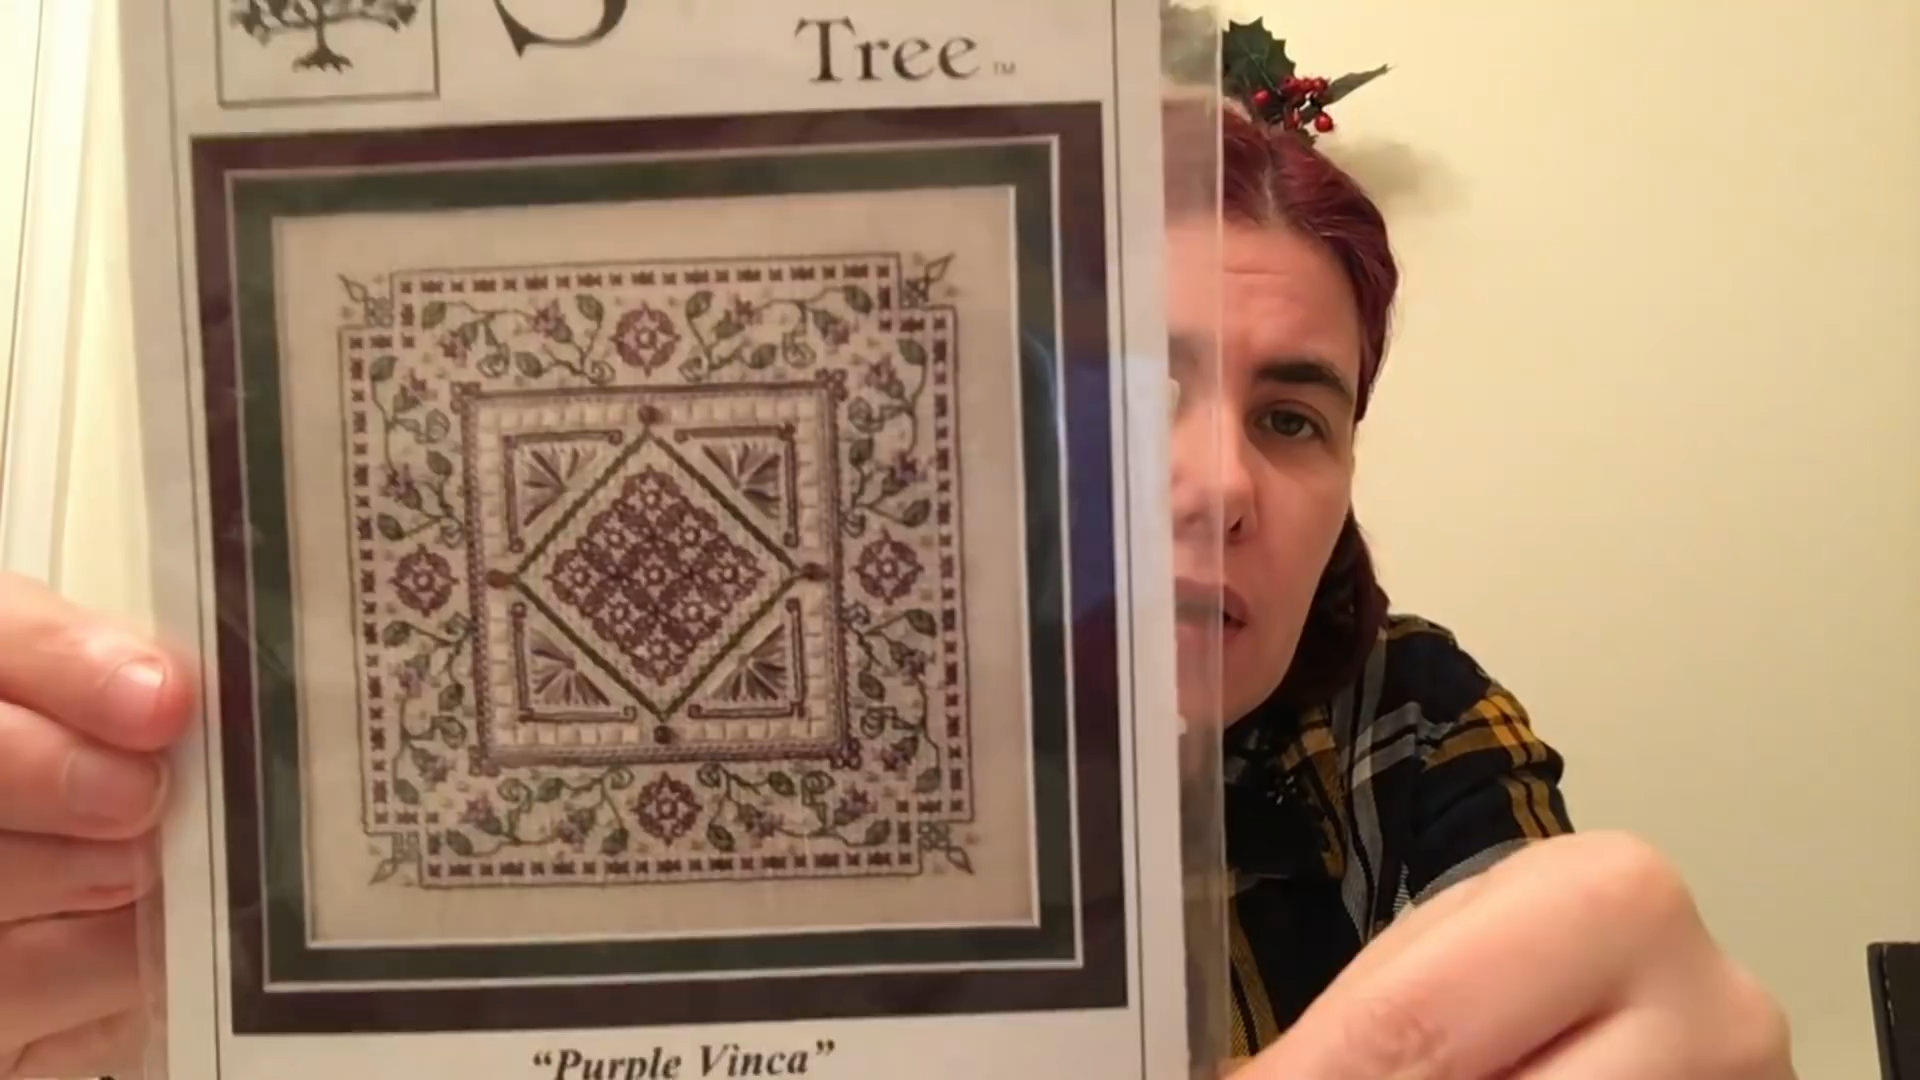 Tree™
“Purple Vinca”